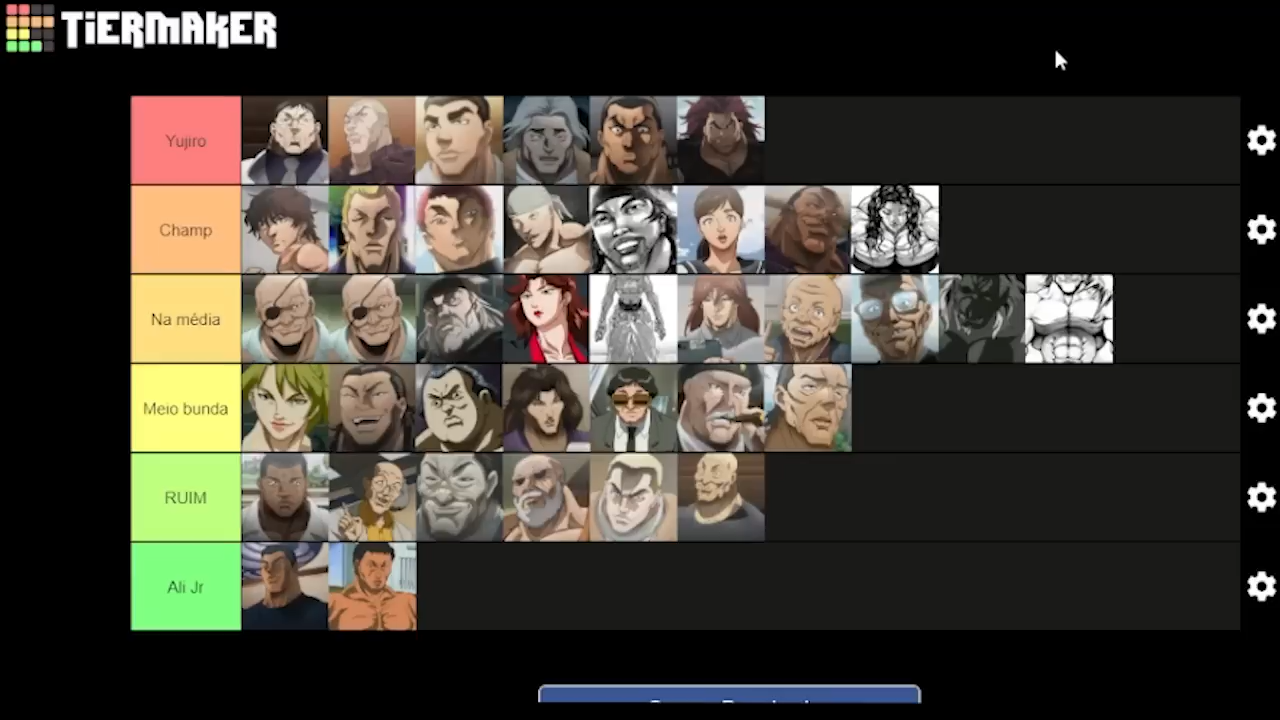 TiERMAKER
Yujiro
Champ
Na média
Meio bunda
RUIM
Ali Jr